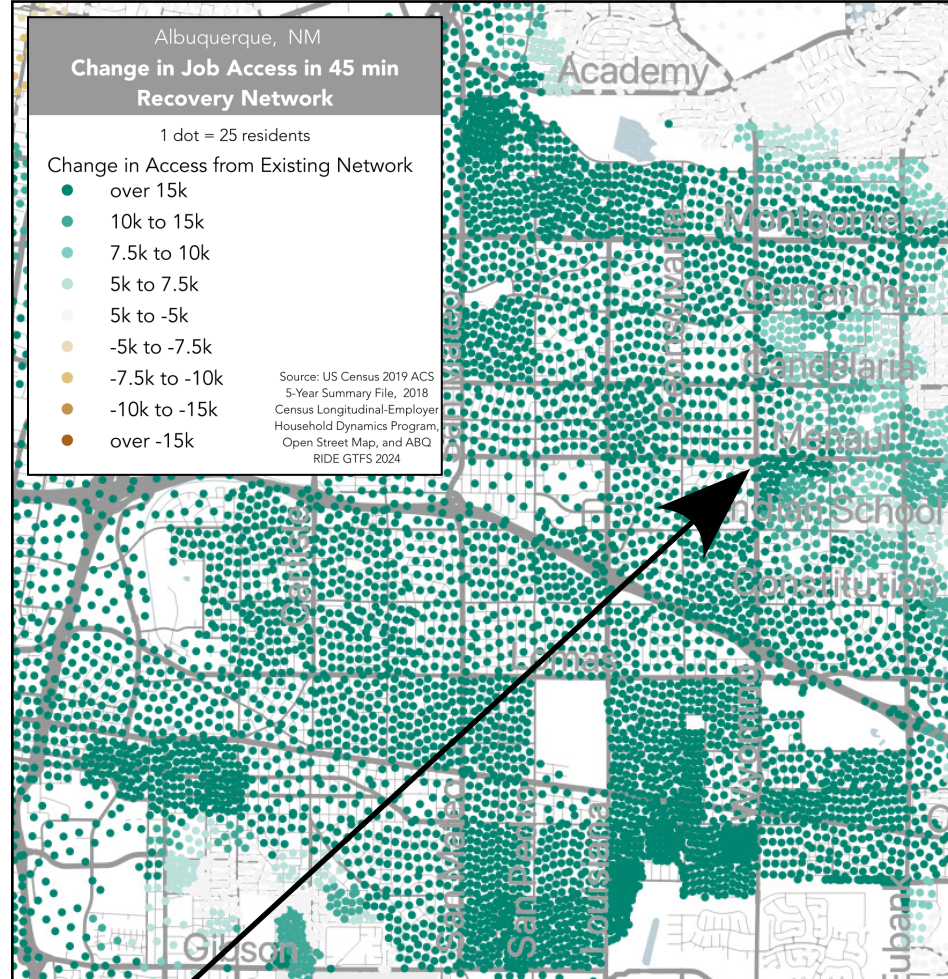 Albuquerque, NM
Change in Job Access in 45 min
Recovery Network
1 dot = 25 residents
Change in Access from Existing Network
over 15k
10k to 15k
7.5k to 10k
5k to 7.5k
5k to -5k
-5k to -7.5k
-7.5k to -10k
-10k to -15k
over -15k
Source: US Census 2019 ACS
5-Year Summary File, 2018
Census Longitudinal-Employer
Household Dynamics Program,
Open Street Map, and ABQ
RIDE GTFS 2024
Academy
Montgomery
Pennsylvania
Comanche
Candelaria
Menaul
Indian School
Constitution
Carlisle
Lomas
Wyoming
San Mateo
San Pedro
Louisiana
Gibson
ubank